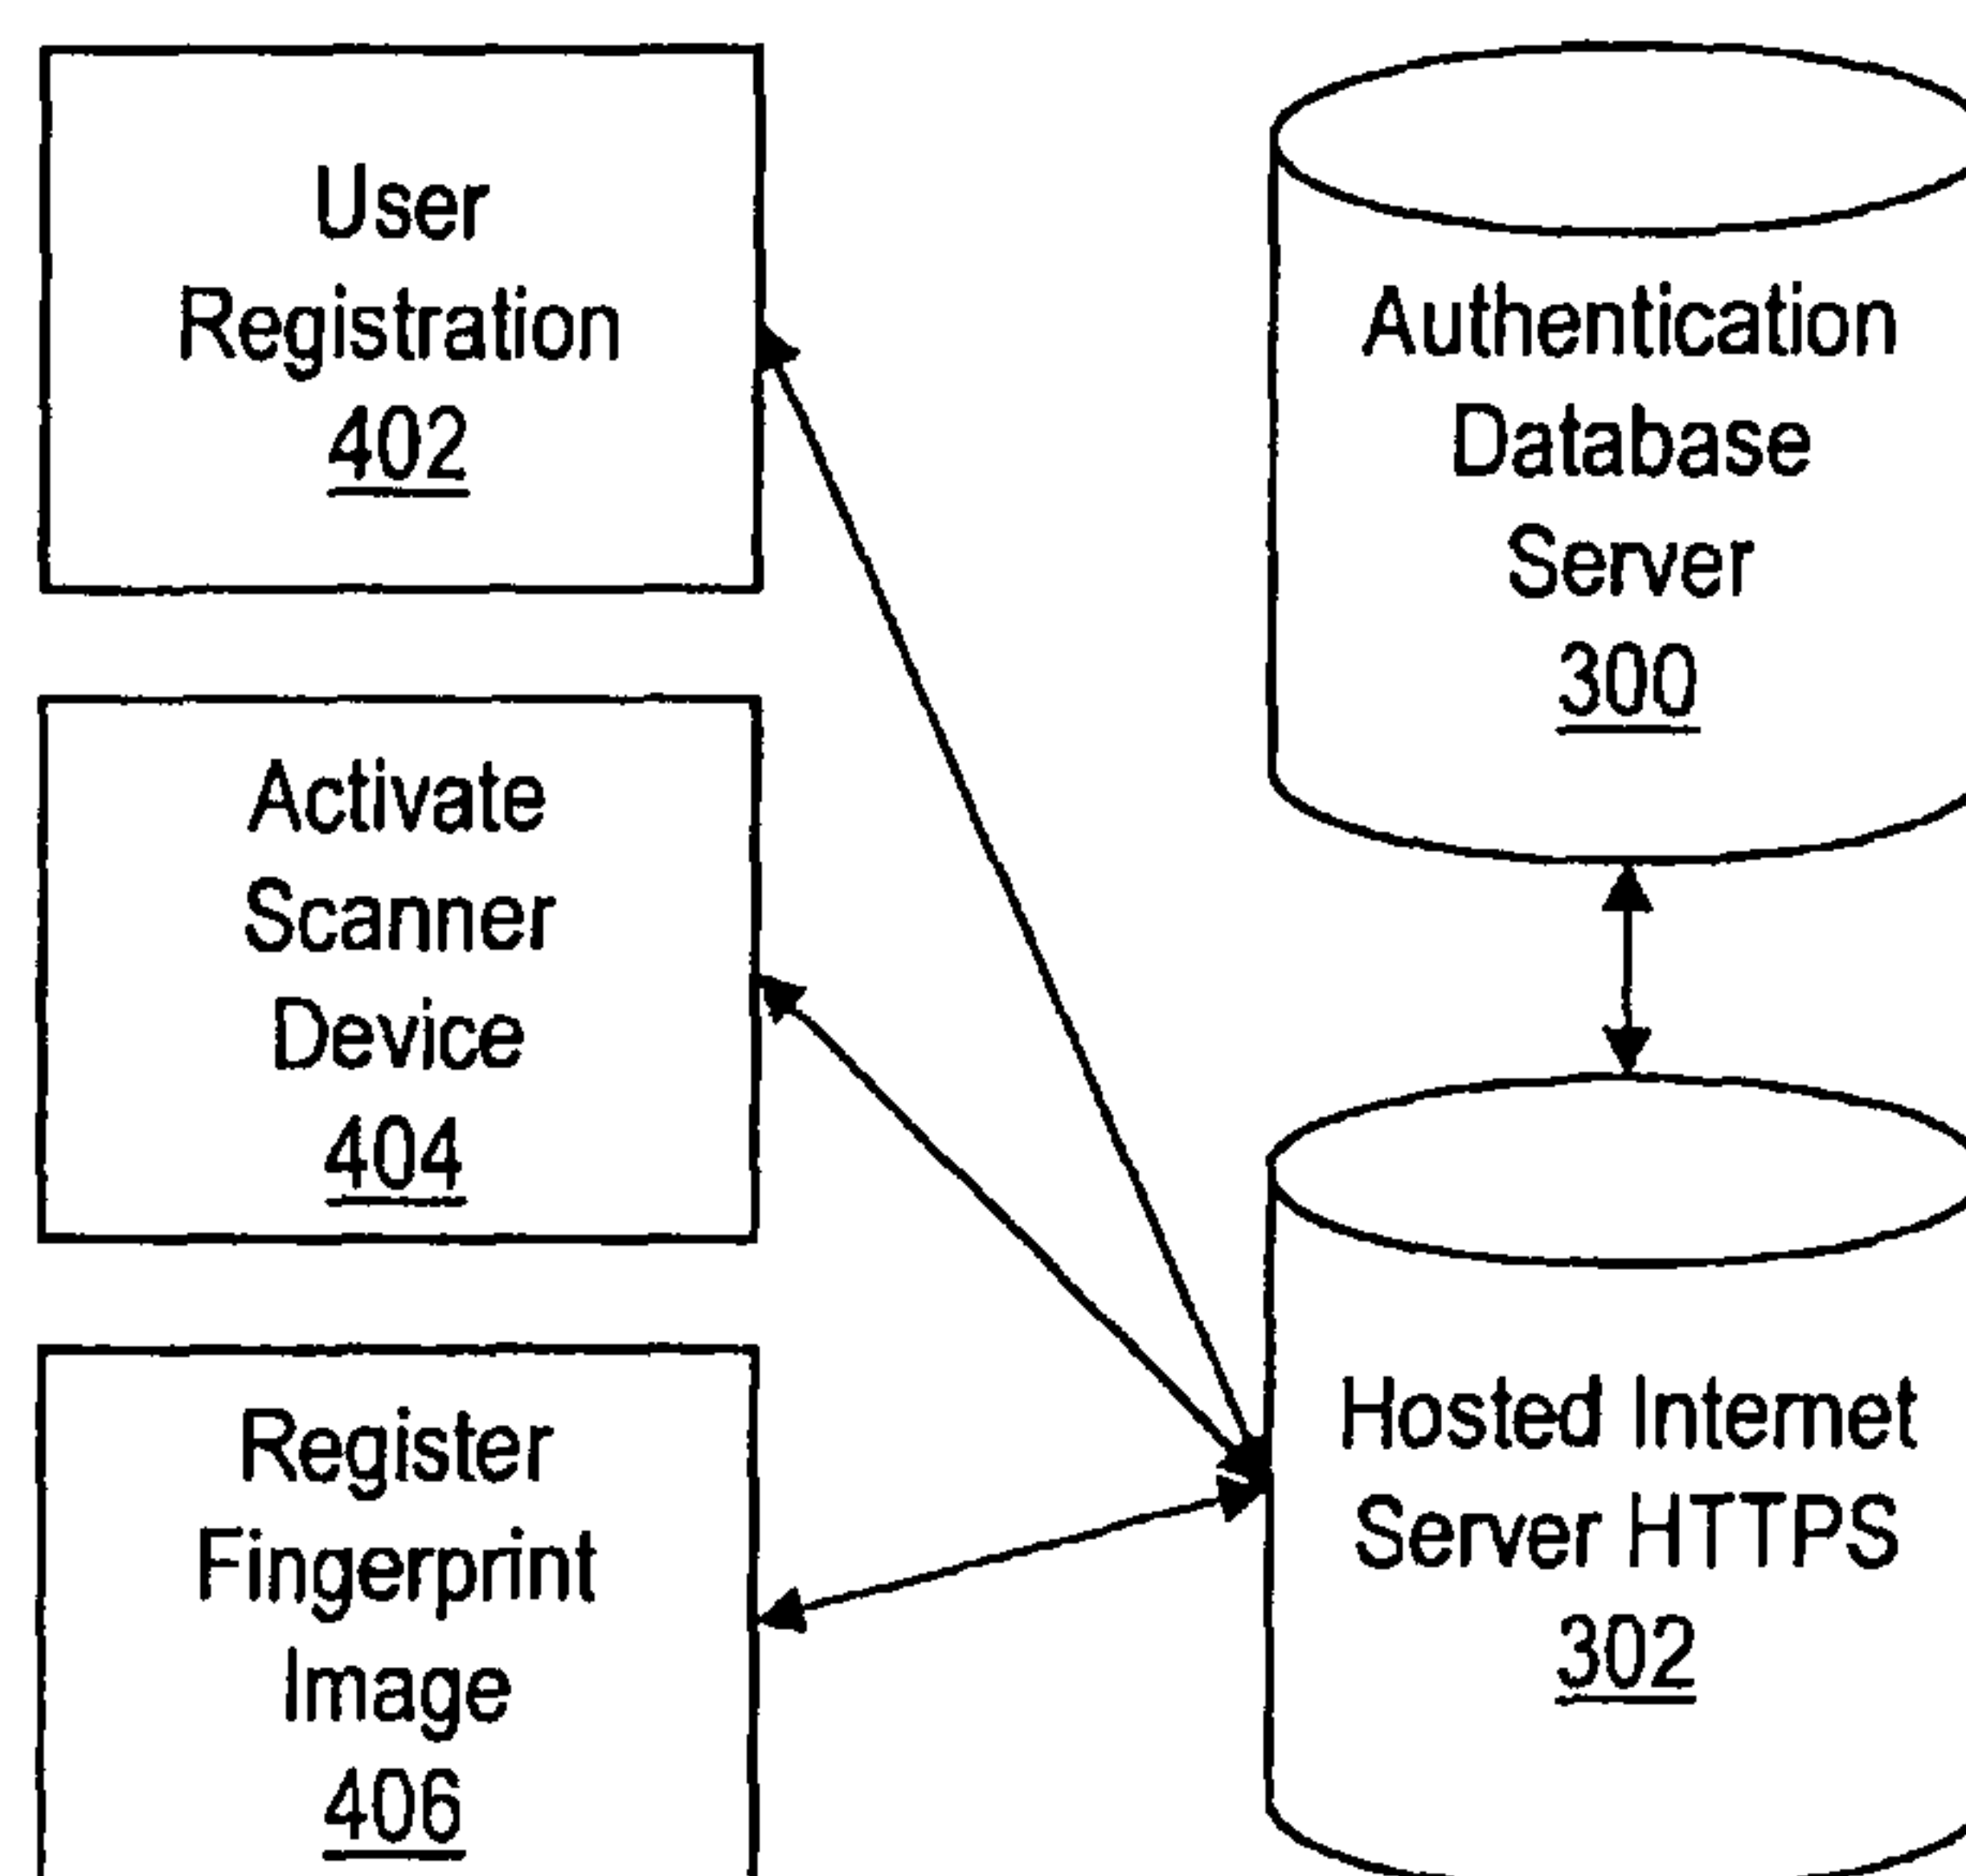 User
Registration
402
Activate
Scanner
Device
404
Register
Fingerprint
Image
406
Authentication
Database
Server
300
Hosted Internet
Server HTTPS
302